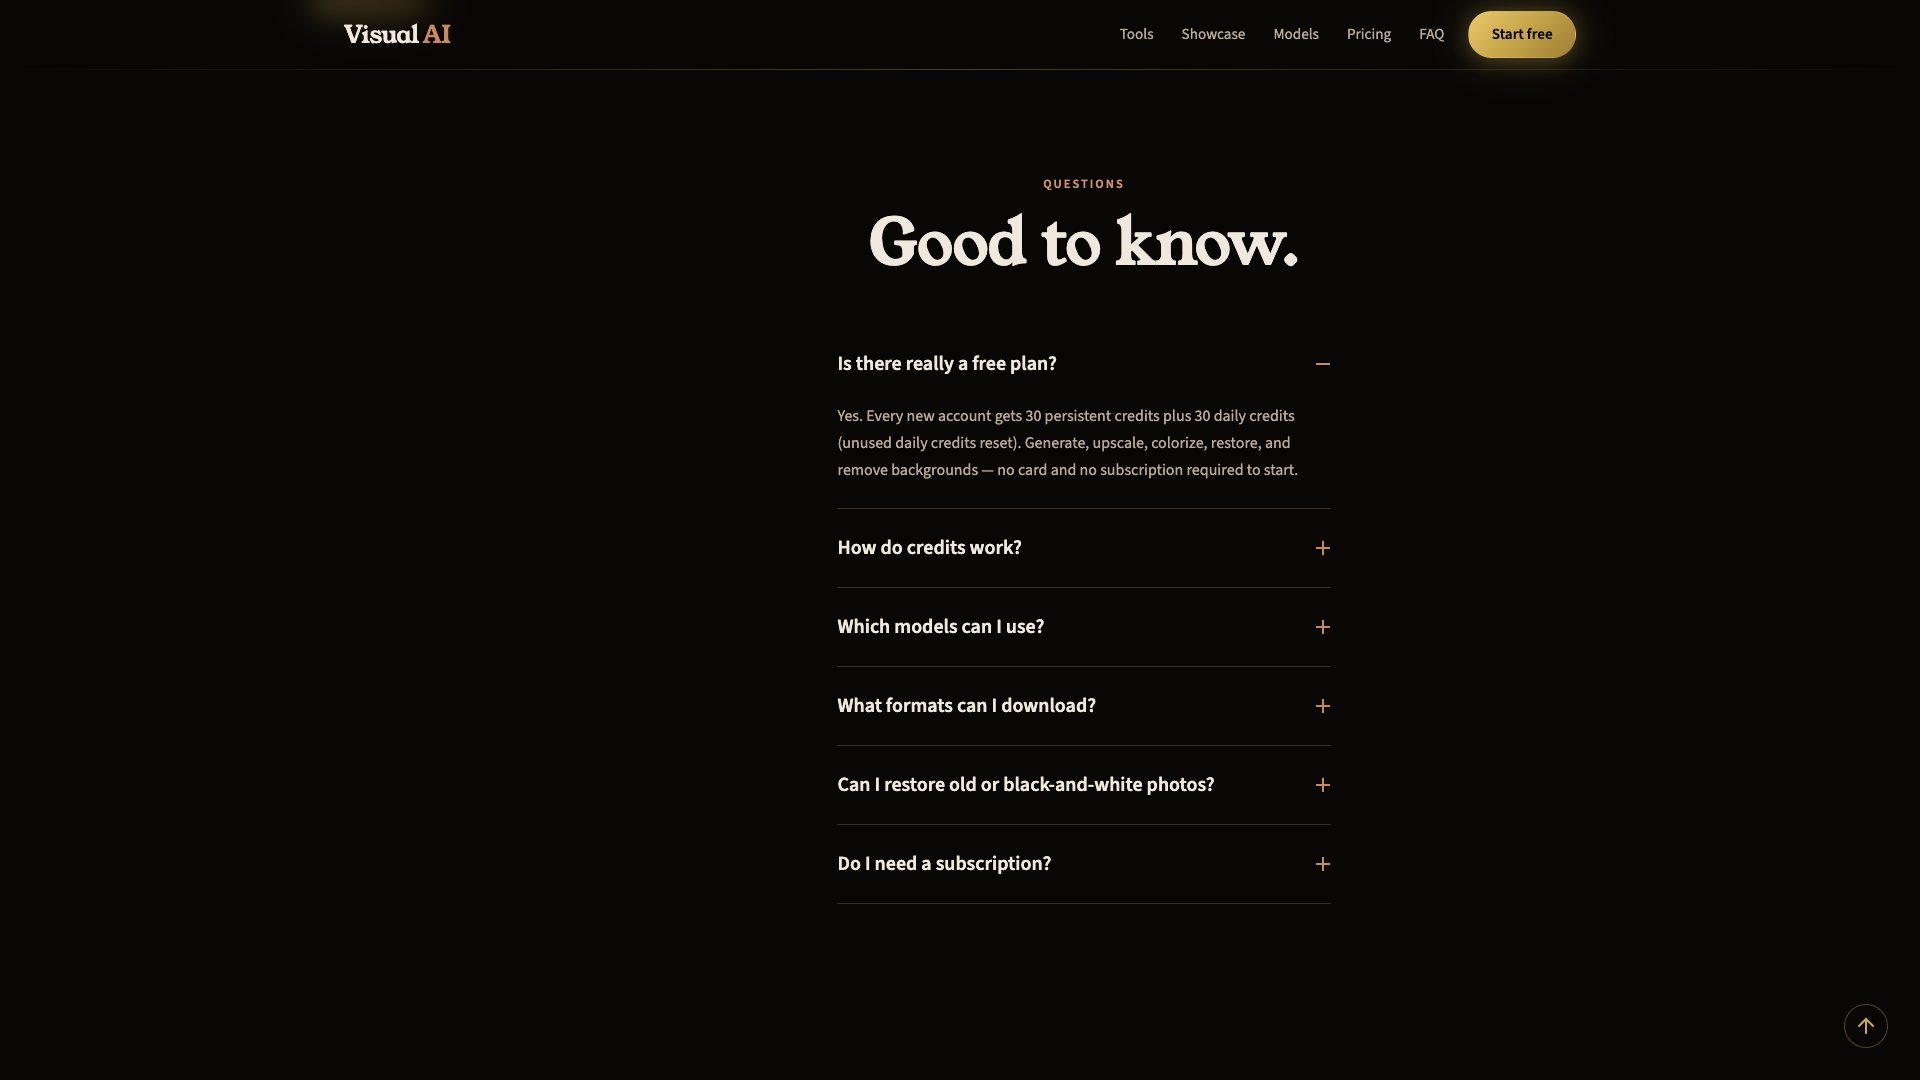 Visual AI
Tools
Showcase
Models
Pricing
FAQ
Start free
QUESTIONS
Good to know.
Is there really a free plan?
Yes. Every new account gets 30 persistent credits plus 30 daily credits
(unused daily credits reset). Generate, upscale, colorize, restore, and
remove backgrounds — no card and no subscription required to start.
How do credits work?
Which models can I use?
What formats can I download?
Can I restore old or black-and-white photos?
Do I need a subscription?